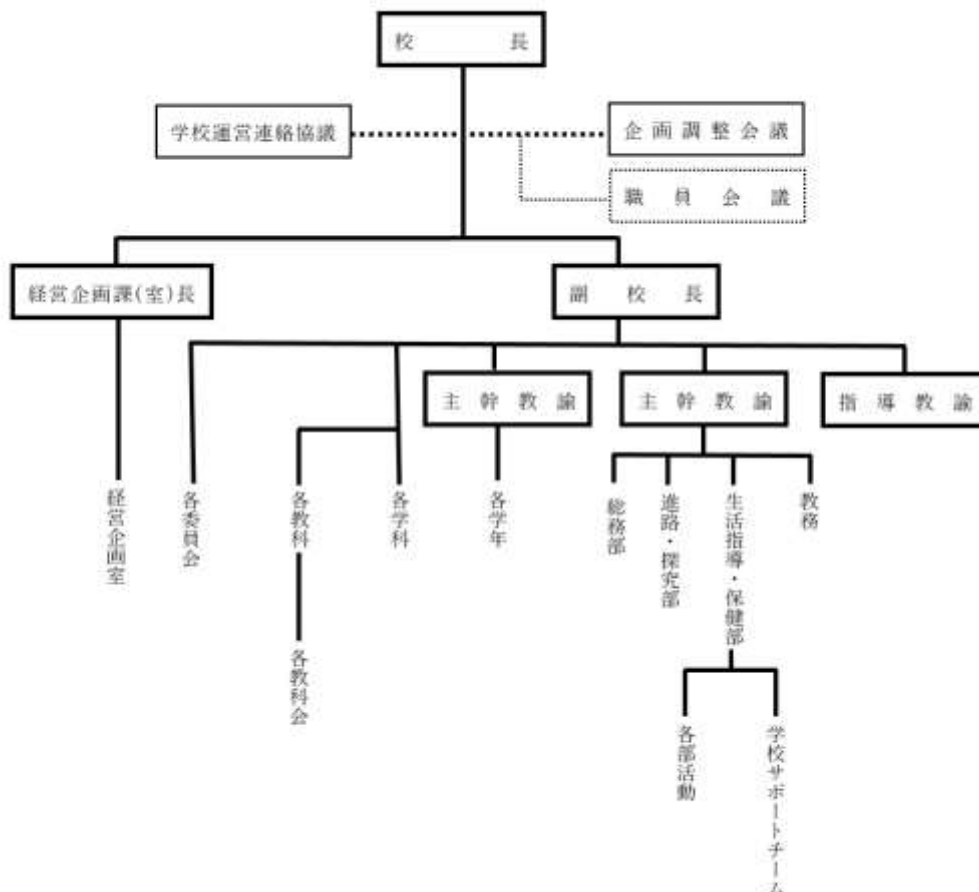 校長
学校運営連絡協議
企画調整会議
職員会議
経営企画課(室)長
副校長
主幹教諭
主幹教諭
指導教諭
経営企画室
各委員会
各教科
各学科
各学年
総務部
進路・探究部
生活指導・保健部
教務
各教科会
各部活動
学校サポートチーム